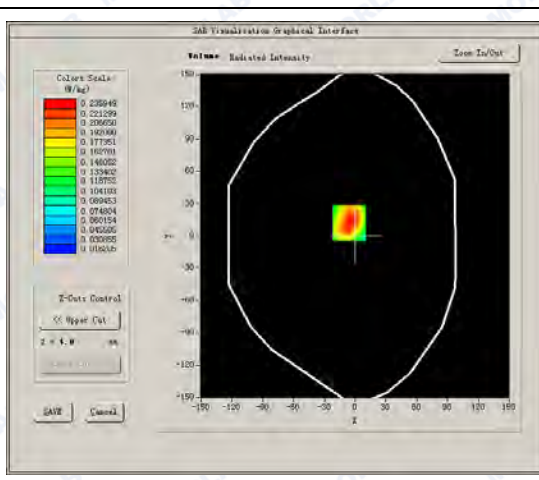 SAR Visualisation Graphical Interface
Volume Radiated Intensity
Zoom In/Out
Colors Scale
(W/kg)
0.235949
0.221299
0.206650
0.192000
0.177351
0.162701
0.148052
0.133402
0.118752
0.104103
0.089453
0.074804
0.060154
0.045505
0.030855
0.016205
Z-Cuts Control
<< Upper Cut
Z = 4.0 mm
SAVE
Cancel
150
120
90
60
30
0
-30
-60
-90
-120
-150
Y
-150 -120 -90 -60 -30 0 30 60 90 120 150
X